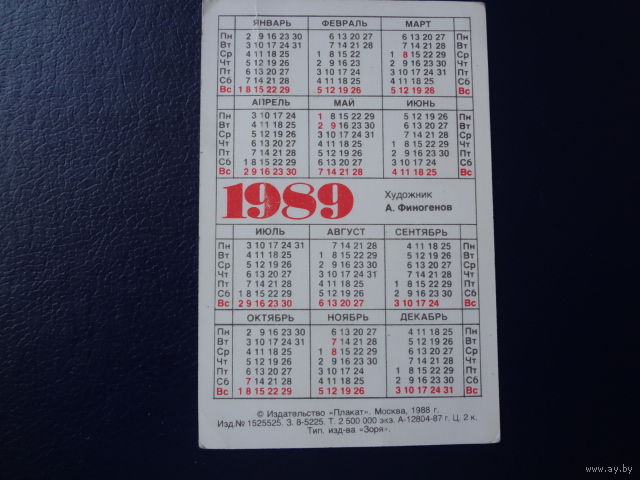 ЯНВАРЬ ФЕВРАЛЬ МАРТ
Пн 2 9 16 23 30 6 13 20 27 6 13 20 27 Пн
Вт 3 10 17 24 31 7 14 21 28 7 14 21 28 Вт
Ср 4 11 18 25 1 8 15 22 1 8 15 22 29 Ср
Чт 5 12 19 26 2 9 16 23 2 9 16 23 30 Чт
Пт 6 13 20 27 3 10 17 24 3 10 17 24 31 Пт
Сб 7 14 21 28 4 11 18 25 4 11 18 25 Сб
Вс 1 8 15 22 29 5 12 19 26 5 12 19 26 Вс
АПРЕЛЬ МАЙ ИЮНЬ
Пн 3 10 17 24 1 8 15 22 29 5 12 19 26 Пн
Вт 4 11 18 25 2 9 16 23 30 6 13 20 27 Вт
Ср 5 12 19 26 3 10 17 24 31 7 14 21 28 Ср
Чт 6 13 20 27 4 11 18 25 1 8 15 22 29 Чт
Пт 7 14 21 28 5 12 19 26 2 9 16 23 30 Пт
Сб 1 8 15 22 29 6 13 20 27 3 10 17 24 Сб
Вс 2 9 16 23 30 7 14 21 28 4 11 18 25 Вс
1989
Художник
А. Финогенов
ИЮЛЬ АВГУСТ СЕНТЯБРЬ
Пн 3 10 17 24 31 7 14 21 28 4 11 18 25 Пн
Вт 4 11 18 25 1 8 15 22 29 5 12 19 26 Вт
Ср 5 12 19 26 2 9 16 23 30 6 13 20 27 Ср
Чт 6 13 20 27 3 10 17 24 31 7 14 21 28 Чт
Пт 7 14 21 28 4 11 18 25 1 8 15 22 29 Пт
Сб 1 8 15 22 29 5 12 19 26 2 9 16 23 30 Сб
Вс 2 9 16 23 30 6 13 20 27 3 10 17 24 Вс
ОКТЯБРЬ НОЯБРЬ ДЕКАБРЬ
Пн 2 9 16 23 30 6 13 20 27 4 11 18 25 Пн
Вт 3 10 17 24 31 7 14 21 28 5 12 19 26 Вт
Ср 4 11 18 25 1 8 15 22 29 6 13 20 27 Ср
Чт 5 12 19 26 2 9 16 23 30 7 14 21 28 Чт
Пт 6 13 20 27 3 10 17 24 1 8 15 22 29 Пт
Сб 7 14 21 28 4 11 18 25 2 9 16 23 30 Сб
Вс 1 8 15 22 29 5 12 19 26 3 10 17 24 31 Вс
© Издательство «Плакат». Москва, 1988 г.
Изд.№ 1525525. З. 8-5225. Т. 2 500 000 экз. А-12804-87 г. Ц. 2 к.
Тип. изд-ва «Зоря».
www.ay.by